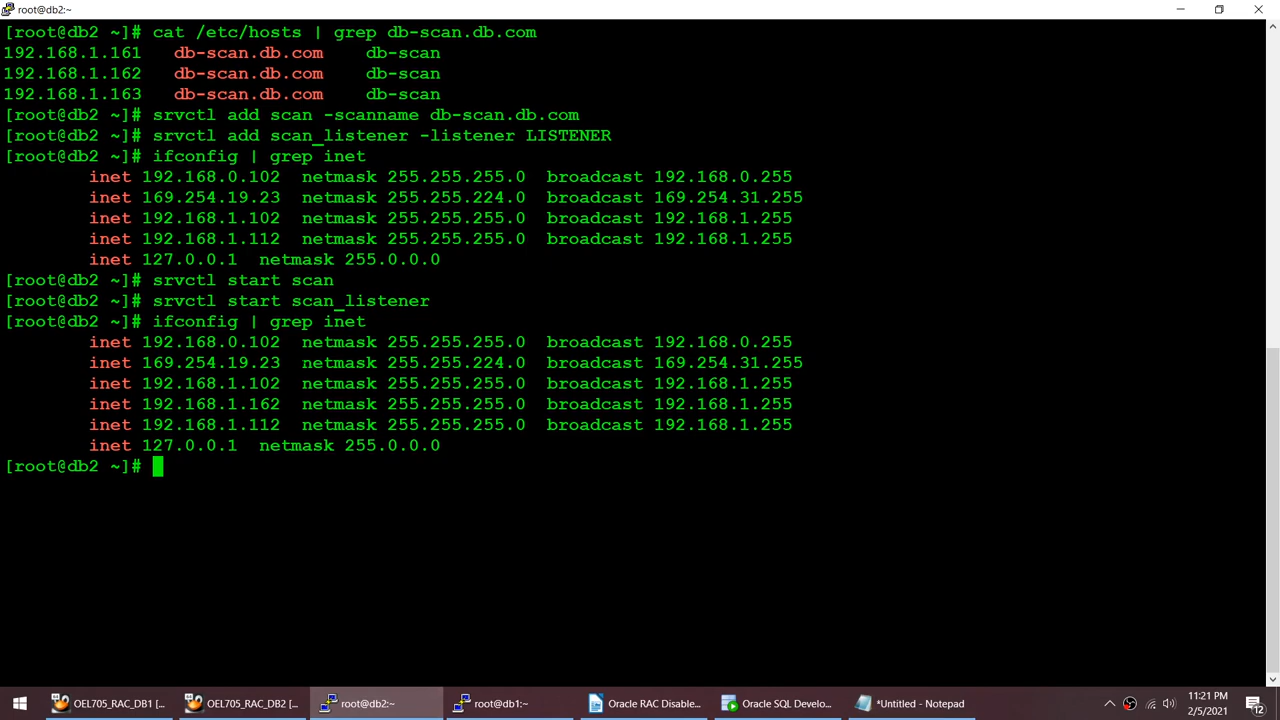 root@db2:~
[root@db2 ~]# cat /etc/hosts | grep db-scan.db.com
192.168.1.161   db-scan.db.com    db-scan
192.168.1.162   db-scan.db.com    db-scan
192.168.1.163   db-scan.db.com    db-scan
[root@db2 ~]# srvctl add scan -scanname db-scan.db.com
[root@db2 ~]# srvctl add scan_listener -listener LISTENER
[root@db2 ~]# ifconfig | grep inet
        inet 192.168.0.102  netmask 255.255.255.0  broadcast 192.168.0.255
        inet 169.254.19.23  netmask 255.255.224.0  broadcast 169.254.31.255
        inet 192.168.1.102  netmask 255.255.255.0  broadcast 192.168.1.255
        inet 192.168.1.112  netmask 255.255.255.0  broadcast 192.168.1.255
        inet 127.0.0.1  netmask 255.0.0.0
[root@db2 ~]# srvctl start scan
[root@db2 ~]# srvctl start scan_listener
[root@db2 ~]# ifconfig | grep inet
        inet 192.168.0.102  netmask 255.255.255.0  broadcast 192.168.0.255
        inet 169.254.19.23  netmask 255.255.224.0  broadcast 169.254.31.255
        inet 192.168.1.102  netmask 255.255.255.0  broadcast 192.168.1.255
        inet 192.168.1.162  netmask 255.255.255.0  broadcast 192.168.1.255
        inet 192.168.1.112  netmask 255.255.255.0  broadcast 192.168.1.255
        inet 127.0.0.1  netmask 255.0.0.0
[root@db2 ~]#
OEL705_RAC_DB1 [... OEL705_RAC_DB2 [... root@db2:~ root@db1:~ Oracle RAC Disable... Oracle SQL Develo... *Untitled - Notepad
11:21 PM
2/5/2021
12